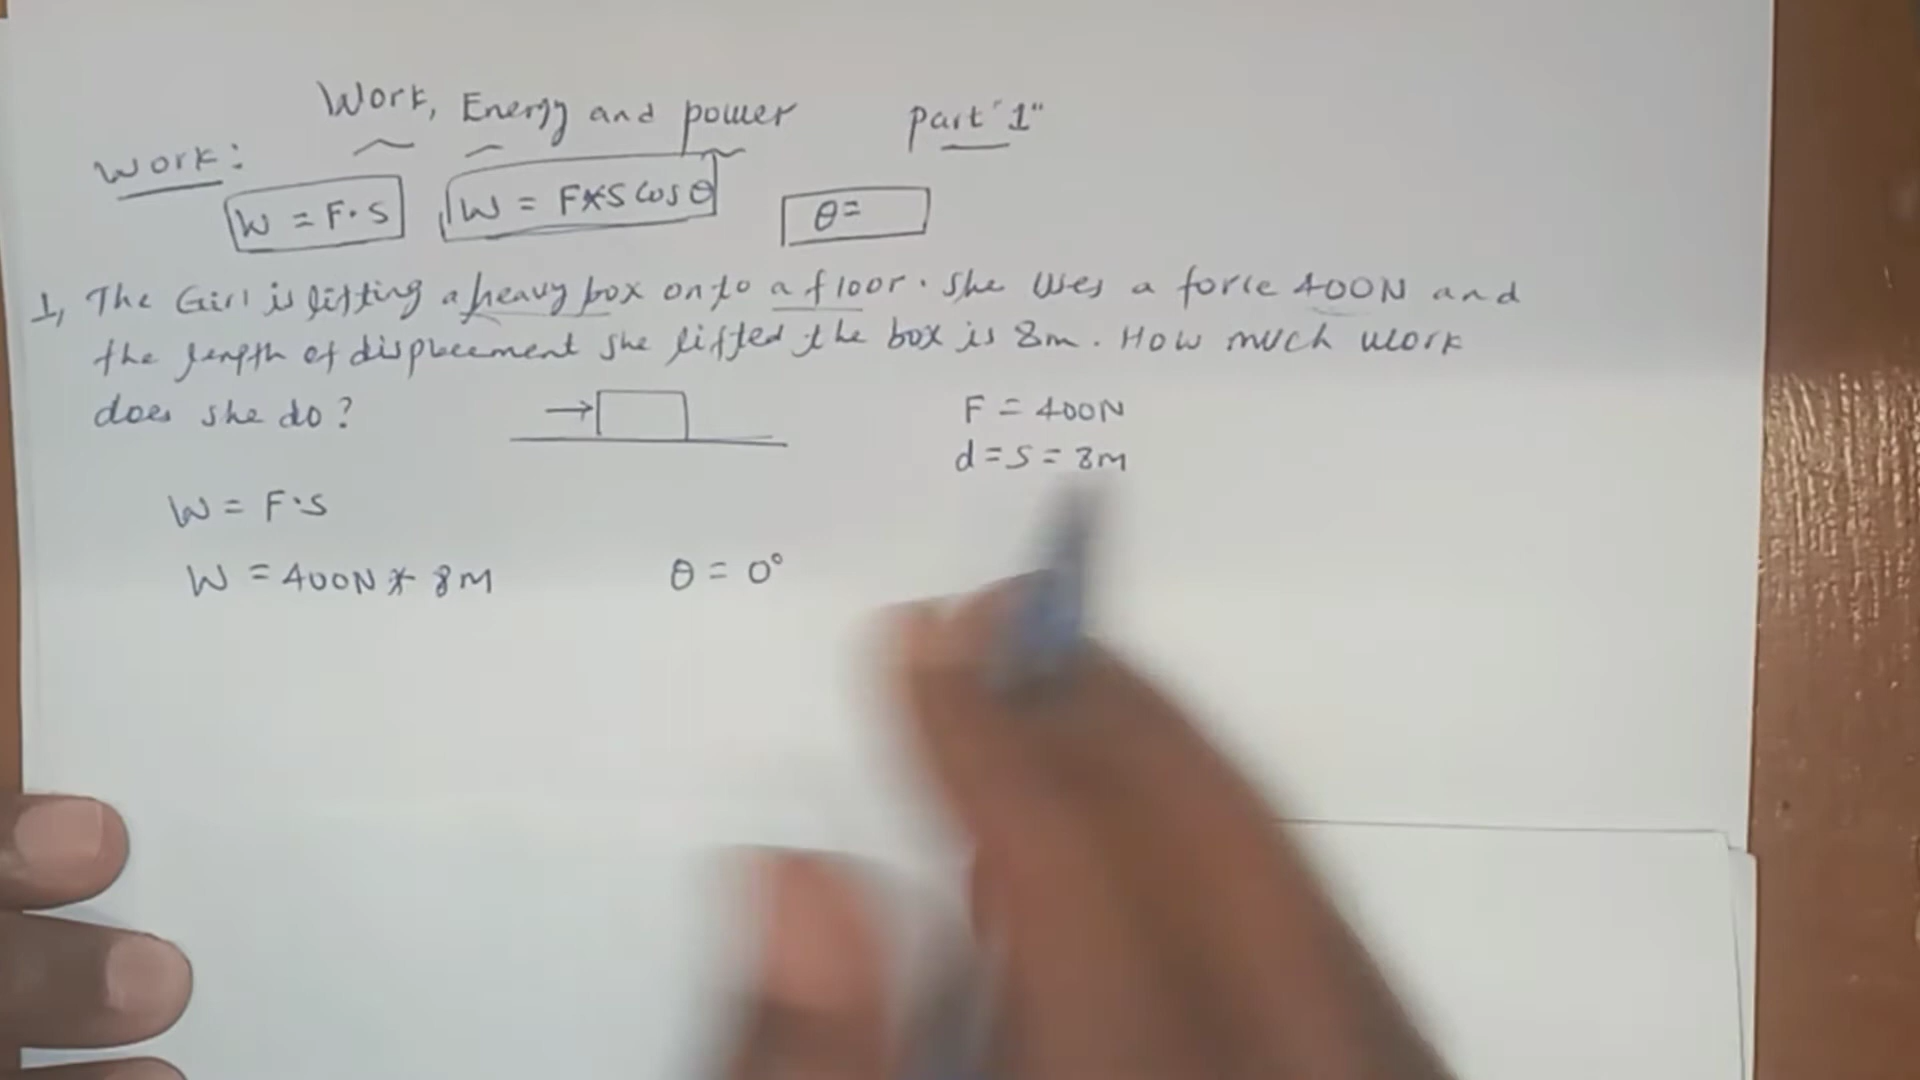 Work, Energy and power part "1"
Work:
W = F·S W = F*S Cos θ θ=
1, The Girl is lifting a heavy box onto a floor. She Uses a force 400N and
the length of displacement she lifted the box is 8m. How much work
does she do?
F = 400N
d = S = 8m
W = F·S
W = 400N * 8M θ = 0°